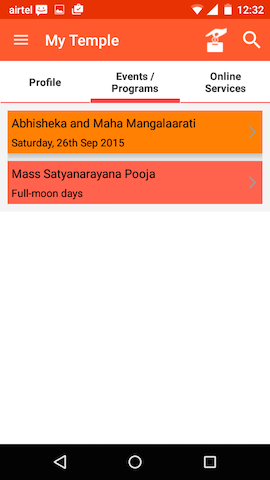 airtel
12:32
My Temple
Profile
Events /
Programs
Online
Services
Abhisheka and Maha Mangalaarati
Saturday, 26th Sep 2015
Mass Satyanarayana Pooja
Full-moon days